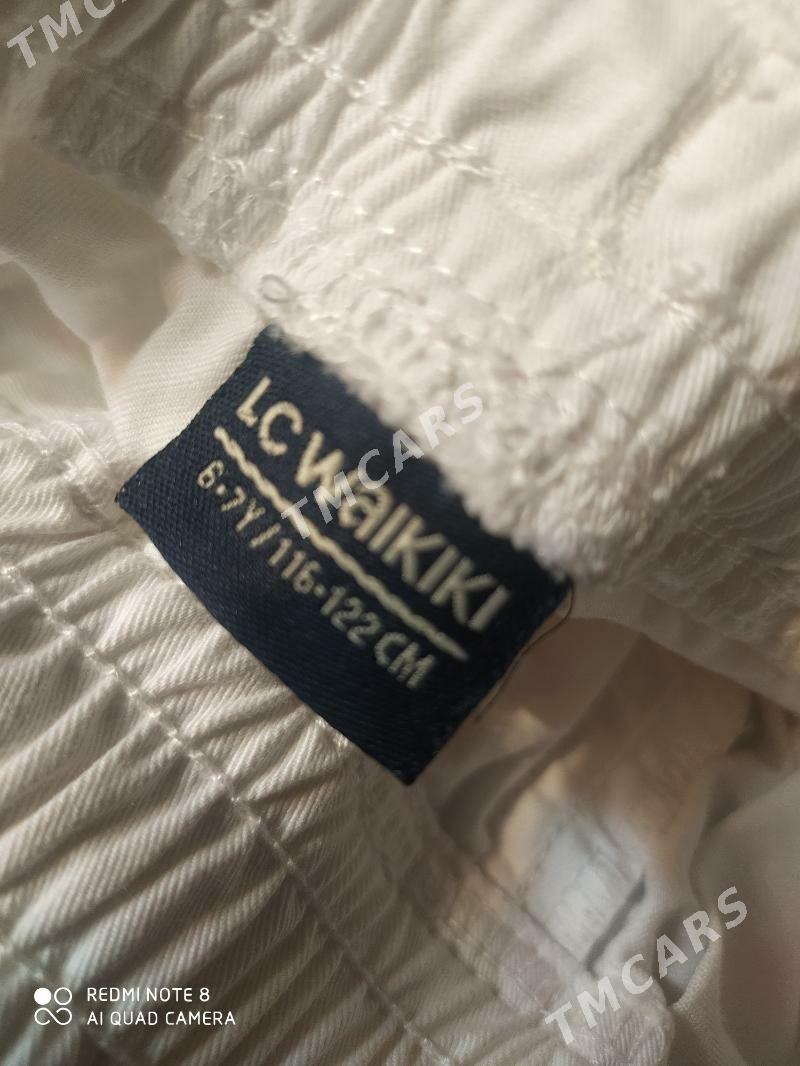 TMCARS
LC WAIKIKI
6-7Y/116-122 CM
TMCARS
TMCARS
REDMI NOTE 8
AI QUAD CAMERA